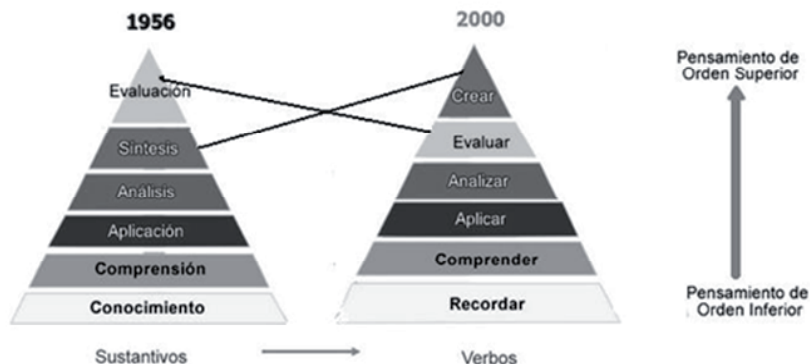 1956
Evaluación
Síntesis
Análisis
Aplicación
Comprensión
Conocimiento
Sustantivos
2000
Crear
Evaluar
Analizar
Aplicar
Comprender
Recordar
Verbos
Pensamiento de
Orden Superior
Pensamiento de
Orden Inferior